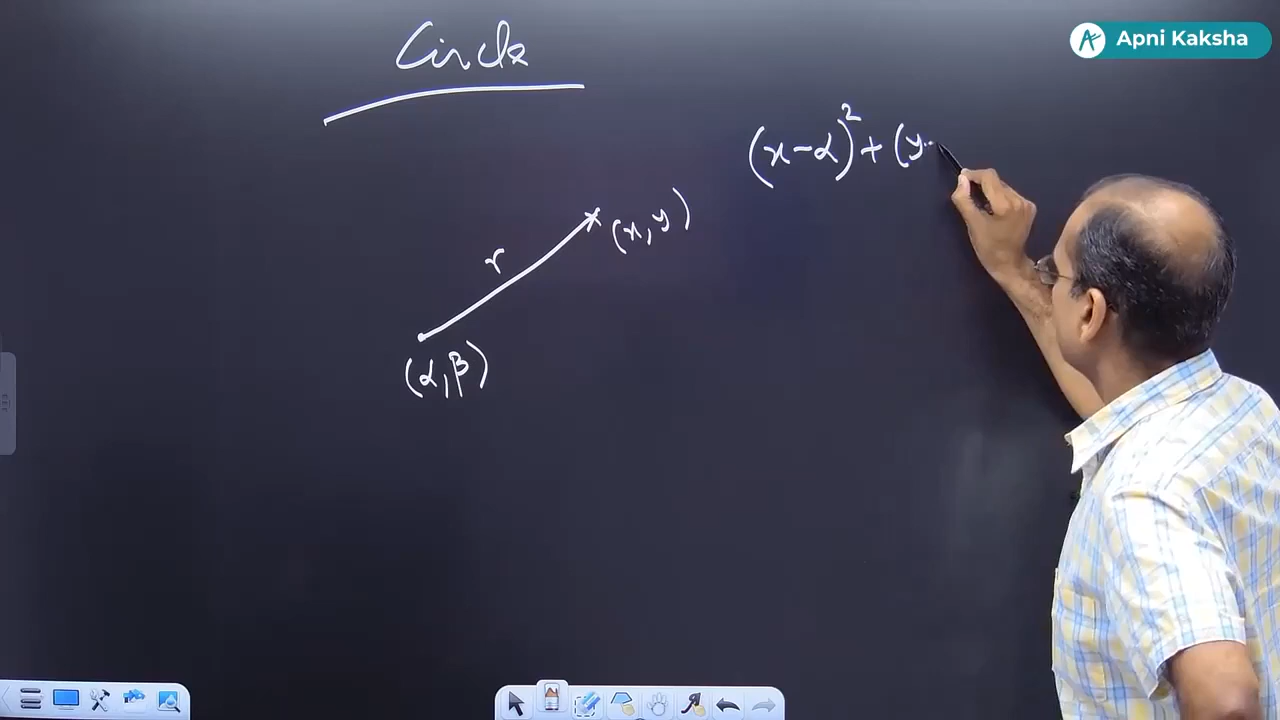 Apni Kaksha
Circle
(x-α)²+(y-
r
(x,y)
(α,β)